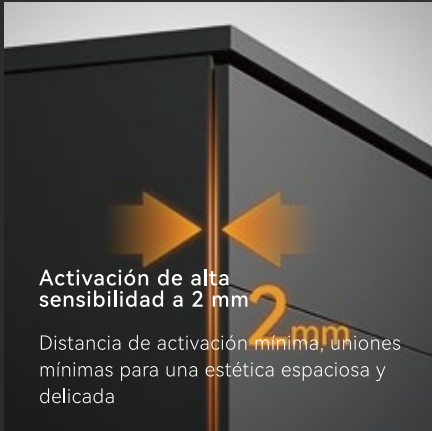 Activación de alta
sensibilidad a 2 mm
2mm
Distancia de activación mínima, uniones
mínimas para una estética espaciosa y
delicada